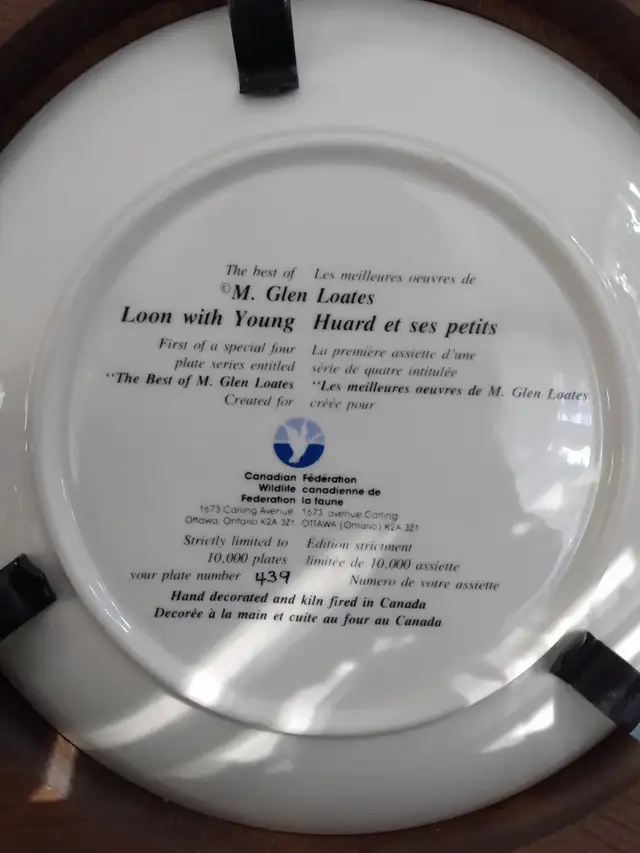 The best of Les meilleures oeuvres de
©M. Glen Loates
Loon with Young Huard et ses petits
First of a special four La première assiette d'une
plate series entitled série de quatre intitulée
"The Best of M. Glen Loates "Les meilleures oeuvres de M. Glen Loates
Created for créée pour
Canadian Fédération
Wildlife canadienne de
Federation la faune
1673 Carling Avenue 1673 avenue Carling
Ottawa, Ontario K2A 3Z1 OTTAWA (Ontario) K2A 3Z1
Strictly limited to Édition strictment
10,000 plates limitée de 10,000 assiette
your plate number 439 Numero de votre assiette
Hand decorated and kiln fired in Canada
Decorée à la main et cuite au four au Canada